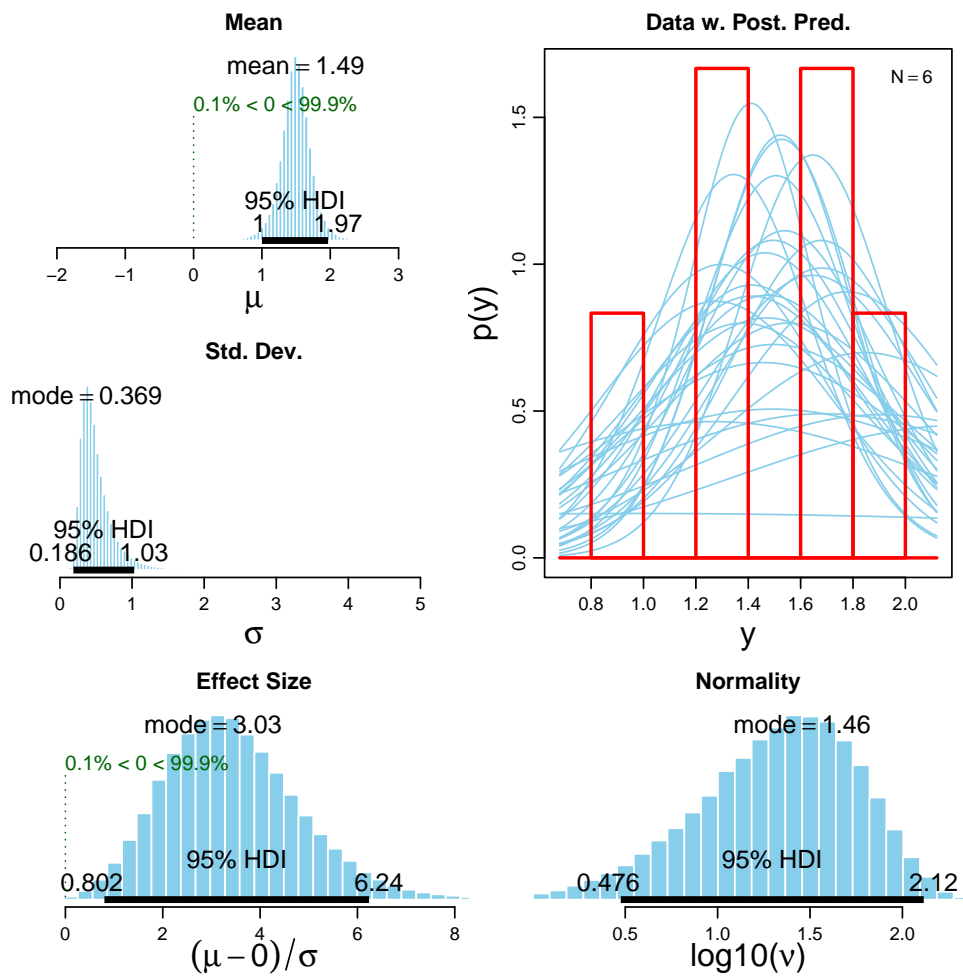 Mean
mean = 1.49
0.1% < 0 < 99.9%
95% HDI
1 1.97
−2 −1 0 1 2 3
μ
Data w. Post. Pred.
N = 6
p(y)
0.0 0.5 1.0 1.5
0.8 1.0 1.2 1.4 1.6 1.8 2.0
y
Std. Dev.
mode = 0.369
95% HDI
0.186 1.03
0 1 2 3 4 5
σ
Effect Size
mode = 3.03
0.1% < 0 < 99.9%
95% HDI
0.802 6.24
0 2 4 6 8
(μ − 0)/σ
Normality
mode = 1.46
95% HDI
0.476 2.12
0.5 1.0 1.5 2.0
log10(ν)